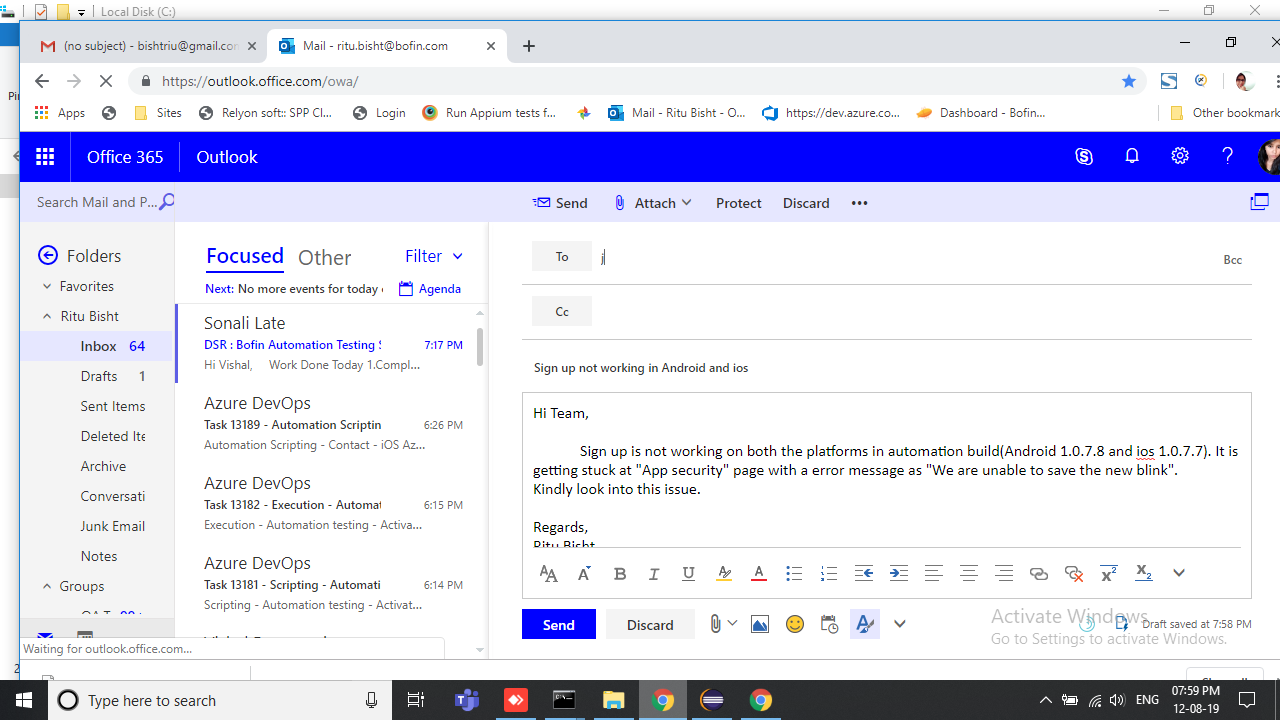 Local Disk (C:)
(no subject) - bishtriu@gmail.co
Mail - ritu.bisht@bofin.com
https://outlook.office.com/owa/
Apps
Sites
Relyon soft: SPP Cl...
Login
Run Appium tests f...
Mail - Ritu Bisht - O...
https://dev.azure.co...
Dashboard - Bofin...
Other bookmark
Office 365
Outlook
Search Mail and P...
Send
Attach
Protect
Discard
•••
Folders
Favorites
Ritu Bisht
Inbox 64
Drafts 1
Sent Items
Deleted Ite
Archive
Conversati
Junk Email
Notes
Groups
Focused
Other
Filter
Next: No more events for today
Agenda
Sonali Late
DSR : Bofin Automation Testing 7:17 PM
Hi Vishal, Work Done Today 1.Compl...
Azure DevOps
Task 13189 - Automation Scriptin 6:26 PM
Automation Scripting - Contact - iOS Az...
Azure DevOps
Task 13182 - Execution - Automat 6:15 PM
Execution - Automation testing - Activa...
Azure DevOps
Task 13181 - Scripting - Automati 6:14 PM
Scripting - Automation testing - Activat...
To
j
Bcc
Cc
Sign up not working in Android and ios
Hi Team,
Sign up is not working on both the platforms in automation build(Android 1.0.7.8 and ios 1.0.7.7). It is
getting stuck at "App security" page with a error message as "We are unable to save the new blink".
Kindly look into this issue.
Regards,
Ritu Bisht
Send
Discard
Draft saved at 7:58 PM
Activate Windows
Go to Settings to activate Windows.
Waiting for outlook.office.com...
Type here to search
ENG
07:59 PM
12-08-19